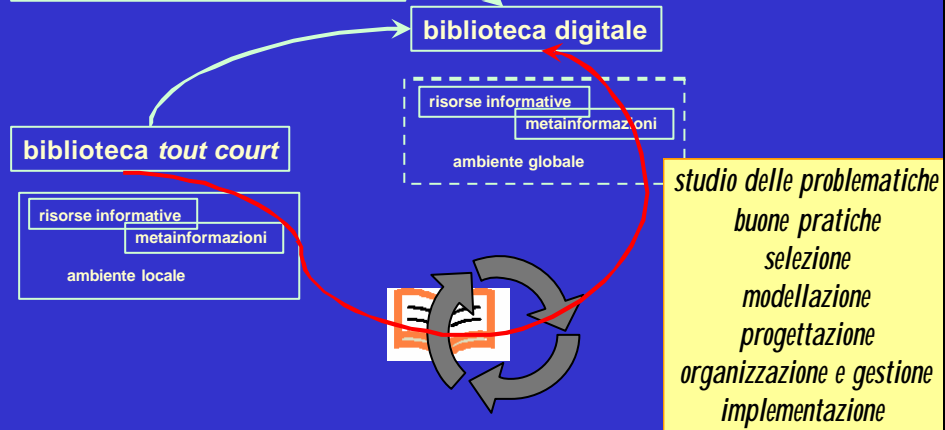 biblioteca digitale
risorse informative
metainformazioni
ambiente globale
biblioteca tout court
risorse informative
metainformazioni
ambiente locale
studio delle problematiche
buone pratiche
selezione
modellazione
progettazione
organizzazione e gestione
implementazione